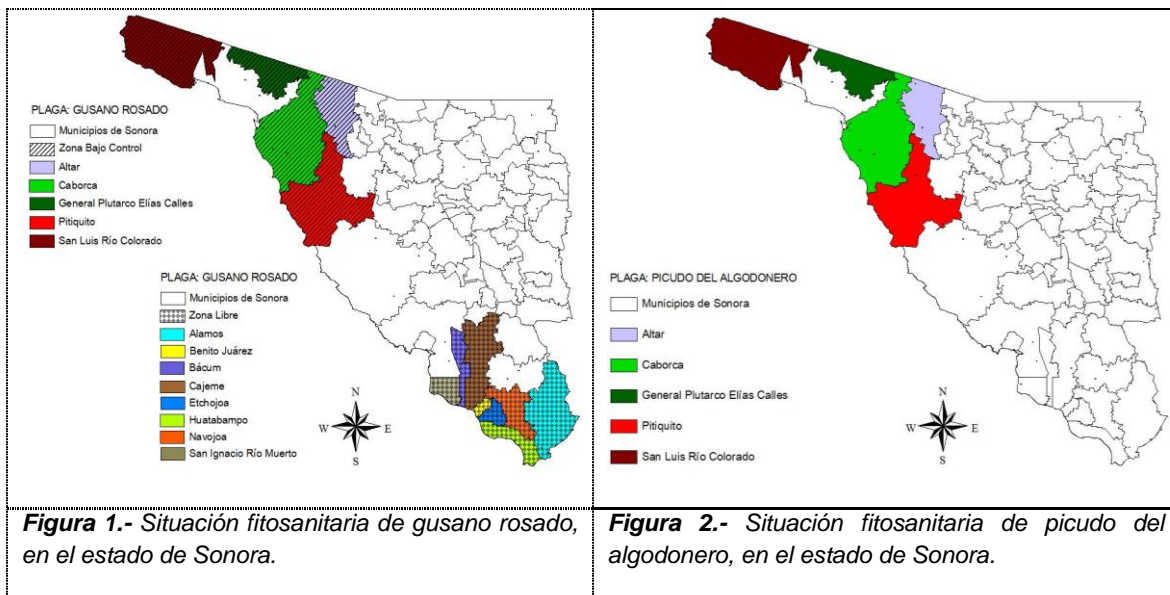 PLAGA: GUSANO ROSADO
Municipios de Sonora
Zona Bajo Control
Altar
Caborca
General Plutarco Elías Calles
Pitiquito
San Luis Río Colorado
PLAGA: GUSANO ROSADO
Municipios de Sonora
Zona Libre
Alamos
Benito Juárez
Bácum
Cajeme
Etchojoa
Huatabampo
Navojoa
San Ignacio Río Muerto
N
W E
S
Figura 1.- Situación fitosanitaria de gusano rosado,
en el estado de Sonora.
PLAGA: PICUDO DEL ALGODONERO
Municipios de Sonora
Altar
Caborca
General Plutarco Elías Calles
Pitiquito
San Luis Río Colorado
N
W E
S
Figura 2.- Situación fitosanitaria de picudo del
algodonero, en el estado de Sonora.